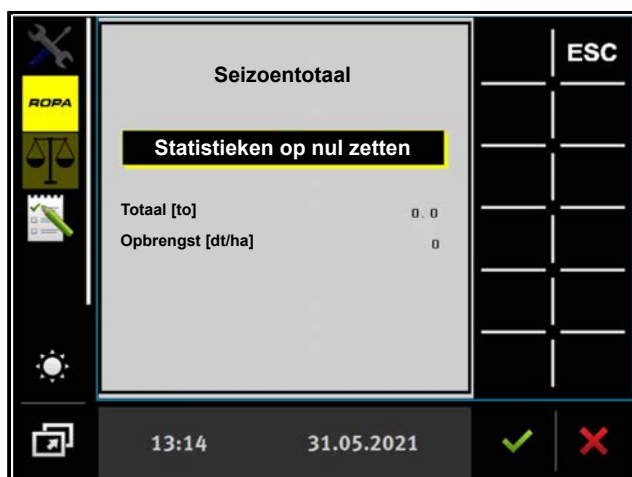 ESC
Seizoentotaal
ROPA
Statistieken op nul zetten
Totaal [to] 0.0
Opbrengst [dt/ha] 0
13:14 31.05.2021